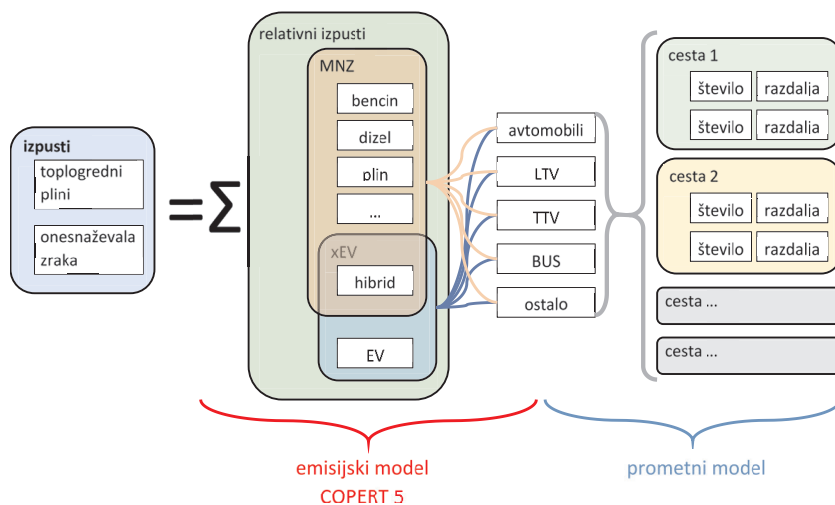 izpusti
toplogredni
plini
onesnaževala
zraka
=Σ
relativni izpusti
MNZ
bencin
dizel
plin
...
xEV
hibrid
EV
avtomobili
LTV
TTV
BUS
ostalo
cesta 1
število razdalja
število razdalja
cesta 2
število razdalja
število razdalja
cesta ...
cesta ...
emisijski model
COPERT 5
prometni model